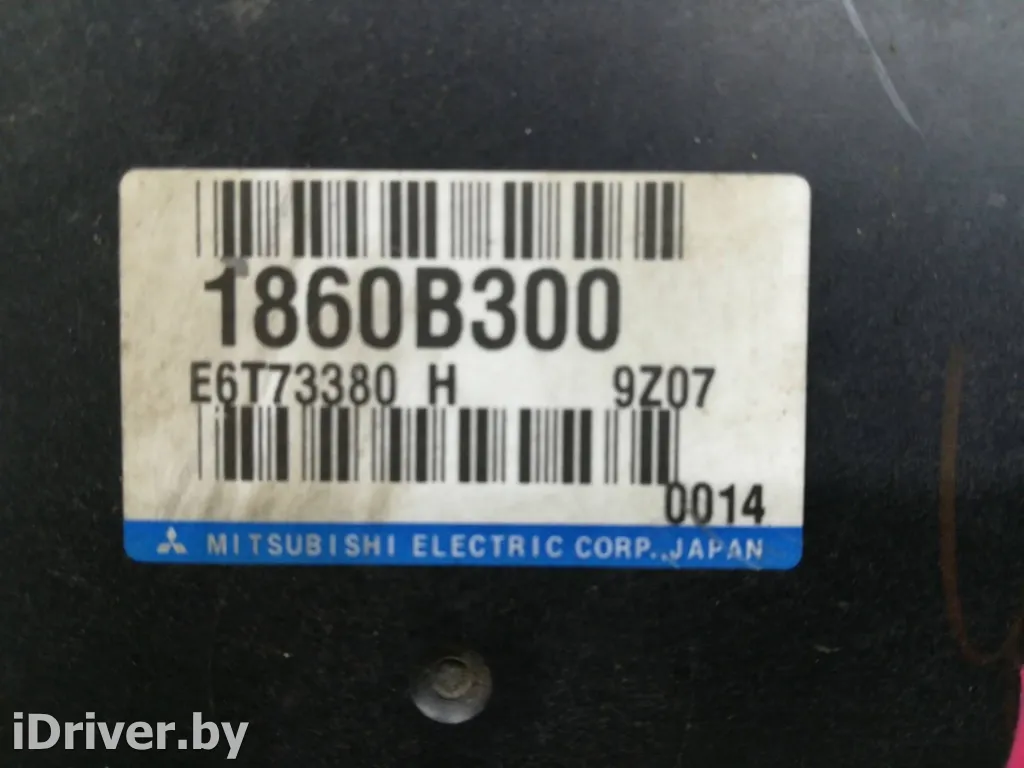 1860B300
E6T73380 H 9Z07
0014
MITSUBISHI ELECTRIC CORP., JAPAN
iDriver.by